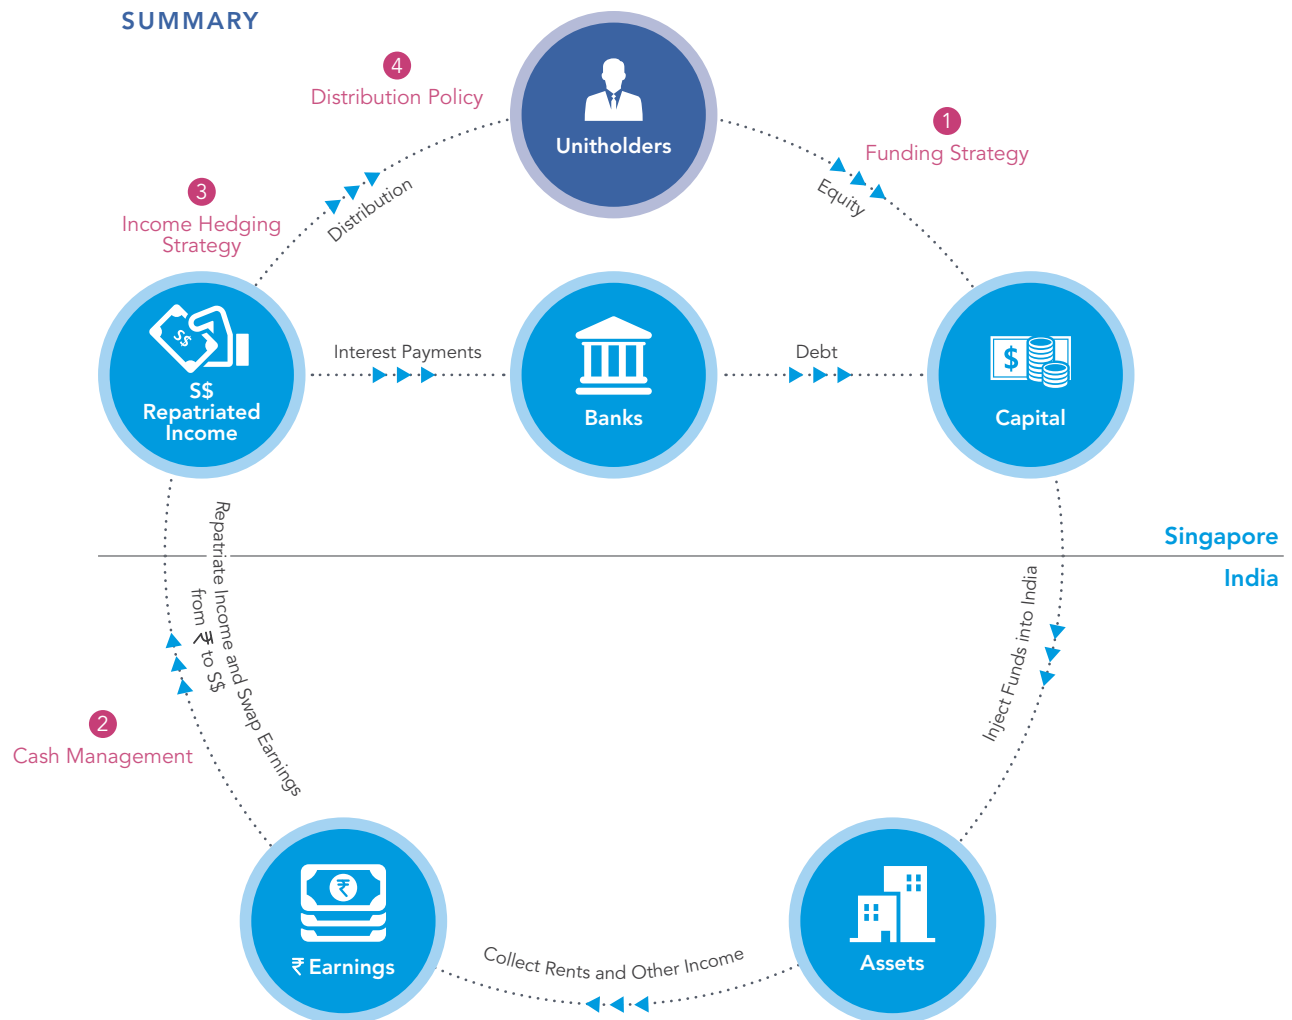 SUMMARY
4
Distribution Policy
Unitholders
1
Funding Strategy
3
Income Hedging
Strategy
Distribution
Equity
S$
S$
Repatriated
Income
Interest Payments
Banks
Debt
$
Capital
Singapore
India
Repatriate Income and Swap Earnings
from ₹ to S$
Inject Funds into India
2
Cash Management
₹
₹ Earnings
Collect Rents and Other Income
Assets